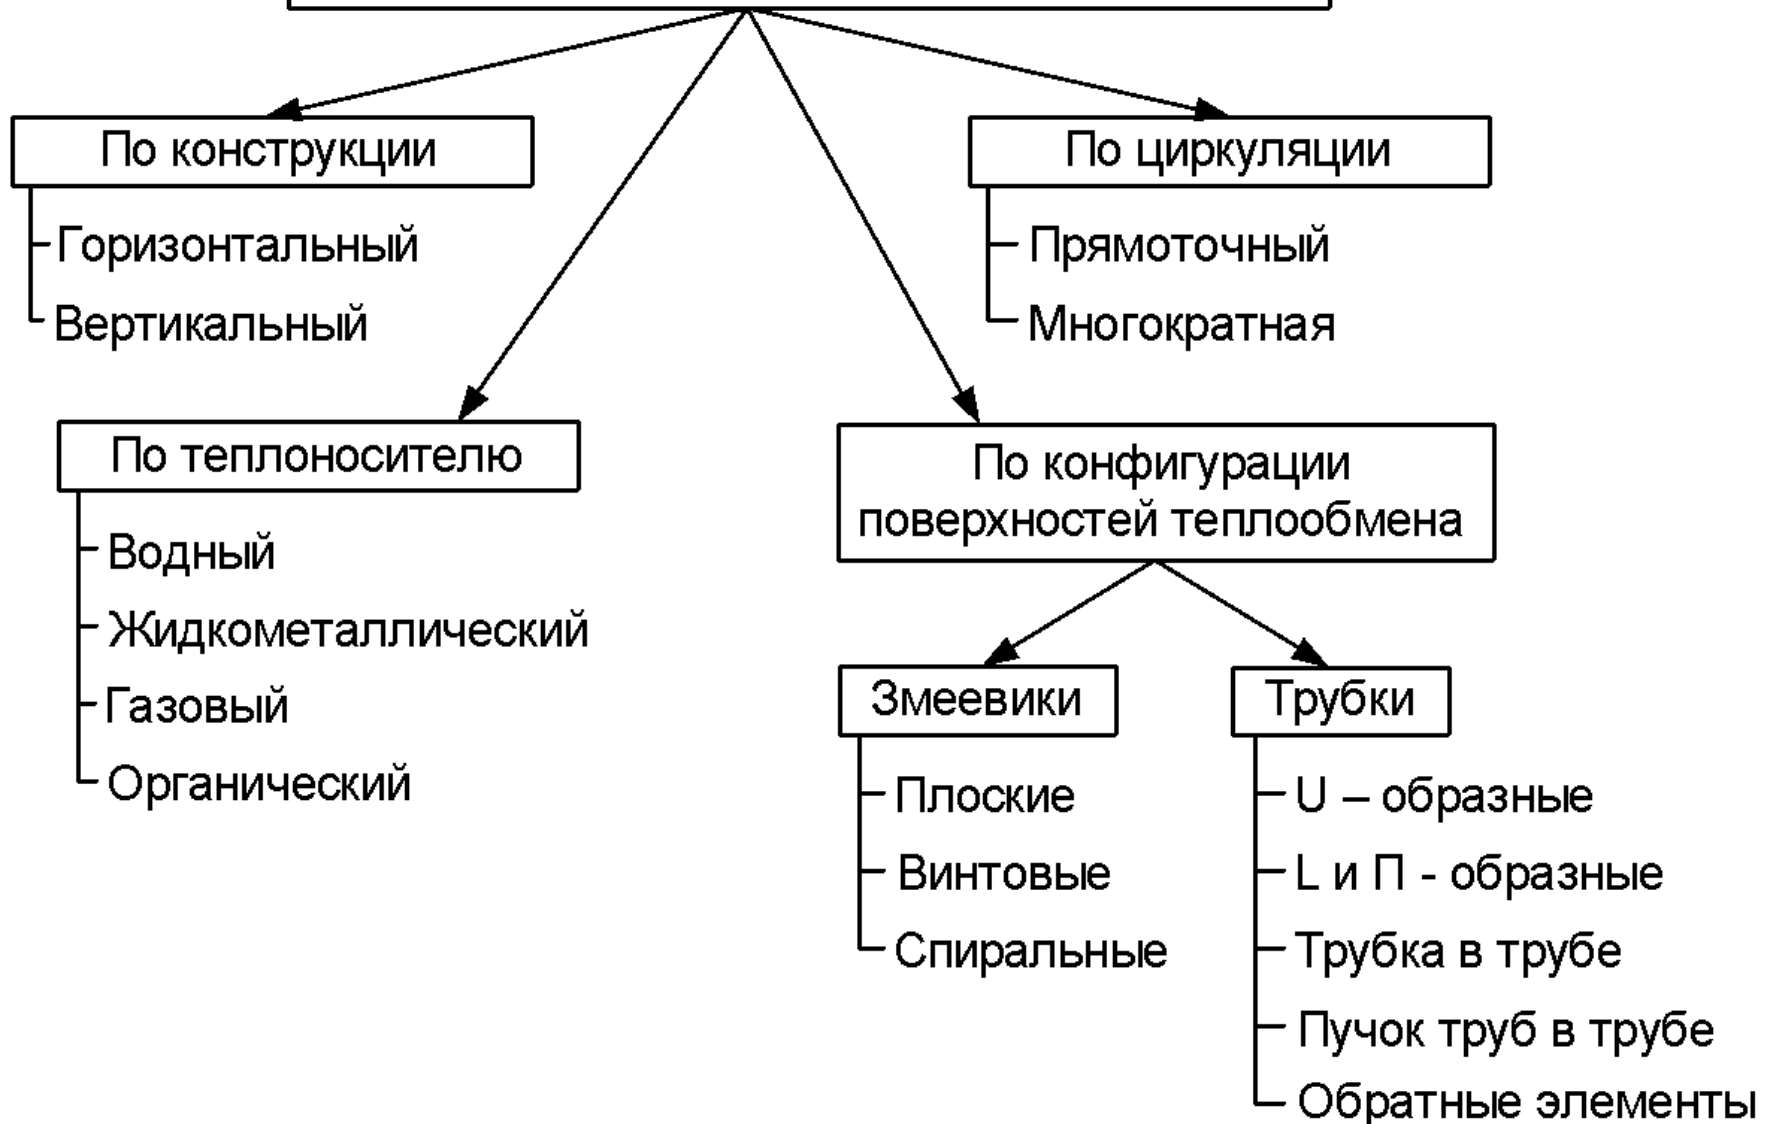 По конструкции
Горизонтальный
Вертикальный
По циркуляции
Прямоточный
Многократная
По теплоносителю
Водный
Жидкометаллический
Газовый
Органический
По конфигурации
поверхностей теплообмена
Змеевики
Плоские
Винтовые
Спиральные
Трубки
U – образные
L и П - образные
Трубка в трубе
Пучок труб в трубе
Обратные элементы